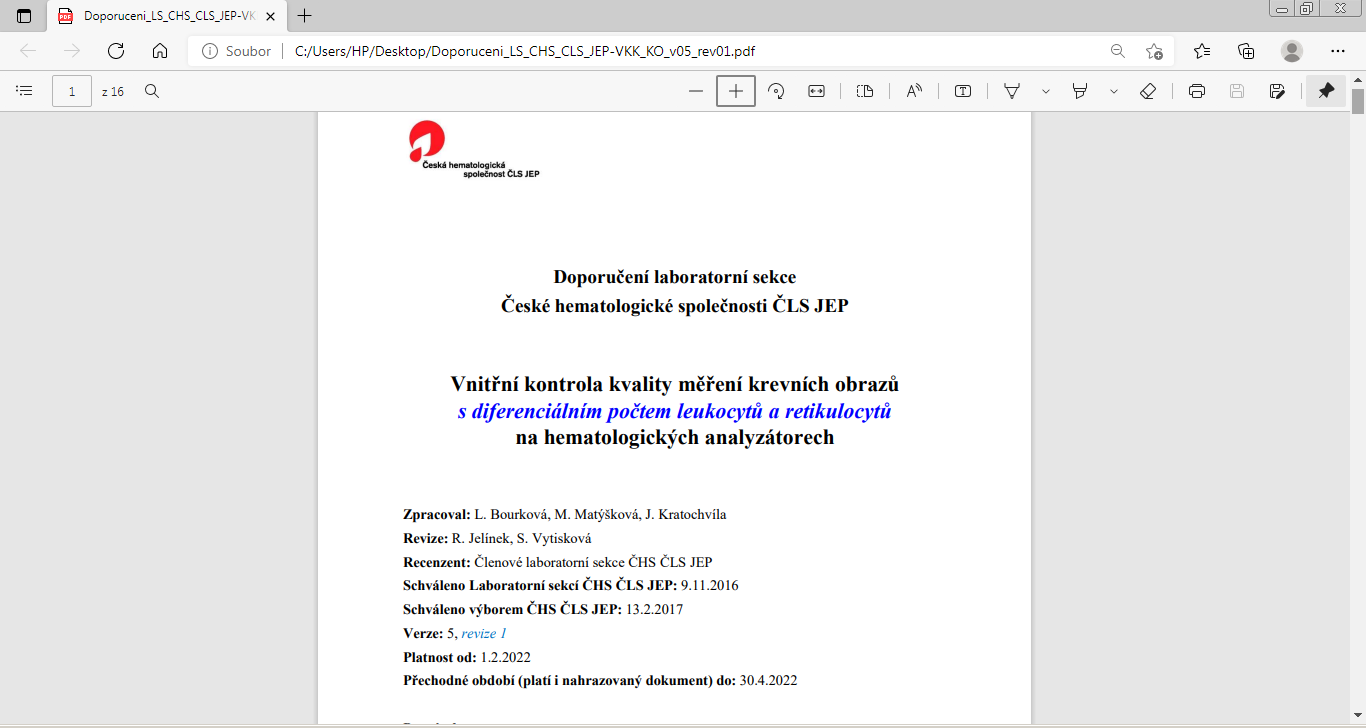 Doporuceni_LS_CHS_CLS_JEP-VK
Soubor
C:/Users/HP/Desktop/Doporuceni_LS_CHS_CLS_JEP-VKK_KO_v05_rev01.pdf
1 z 16
Česká hematologická
společnost ČLS JEP
Doporučení laboratorní sekce
České hematologické společnosti ČLS JEP
Vnitřní kontrola kvality měření krevních obrazů
s diferenciálním počtem leukocytů a retikulocytů
na hematologických analyzátorech
Zpracoval: L. Bourková, M. Matýšková, J. Kratochvíla
Revize: R. Jelínek, S. Vytisková
Recenzent: Členové laboratorní sekce ČHS ČLS JEP
Schváleno Laboratorní sekcí ČHS ČLS JEP: 9.11.2016
Schváleno výborem ČHS ČLS JEP: 13.2.2017
Verze: 5, revize 1
Platnost od: 1.2.2022
Přechodné období (platí i nahrazovaný dokument) do: 30.4.2022